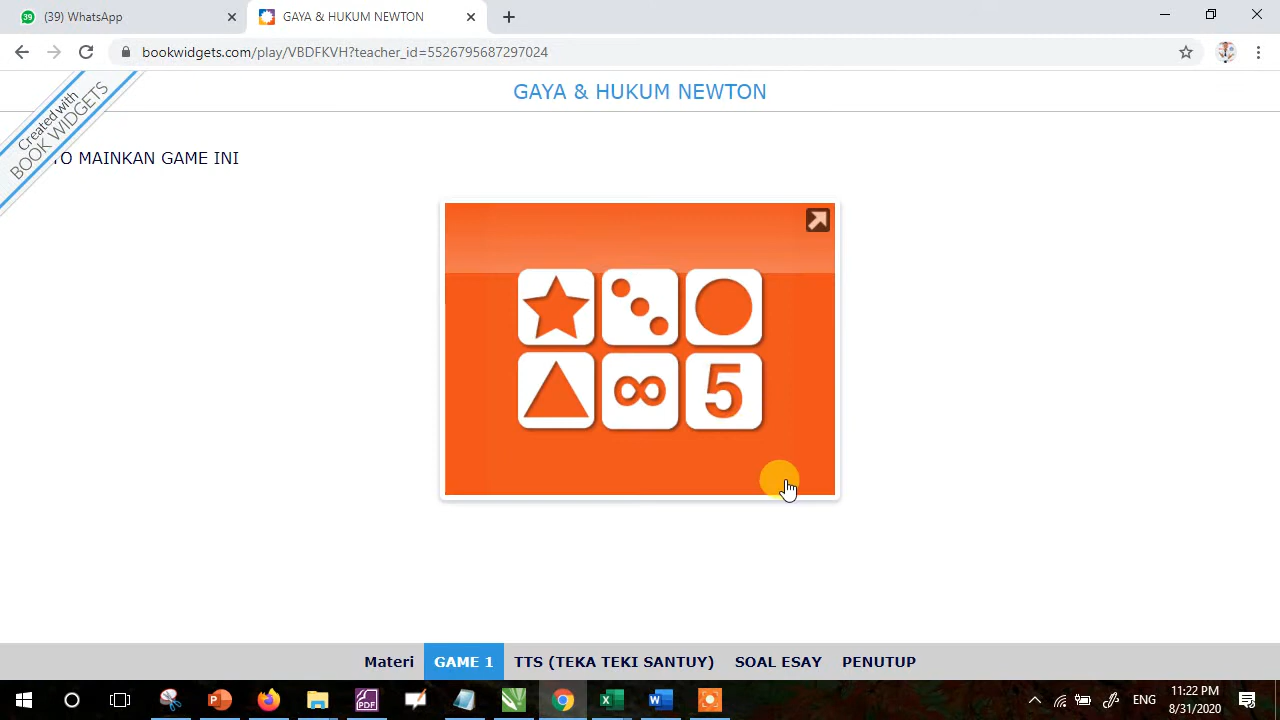 (39) WhatsApp
GAYA & HUKUM NEWTON
bookwidgets.com/play/VBDFKVH?teacher_id=5526795687297024
GAYA & HUKUM NEWTON
Created with
BOOK WIDGETS
O MAINKAN GAME INI
5
Materi
GAME 1
TTS (TEKA TEKI SANTUY)
SOAL ESAY
PENUTUP
ENG
11:22 PM
8/31/2020